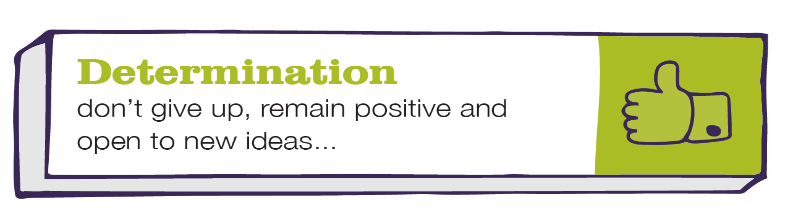 Determination
don’t give up, remain positive and
open to new ideas...